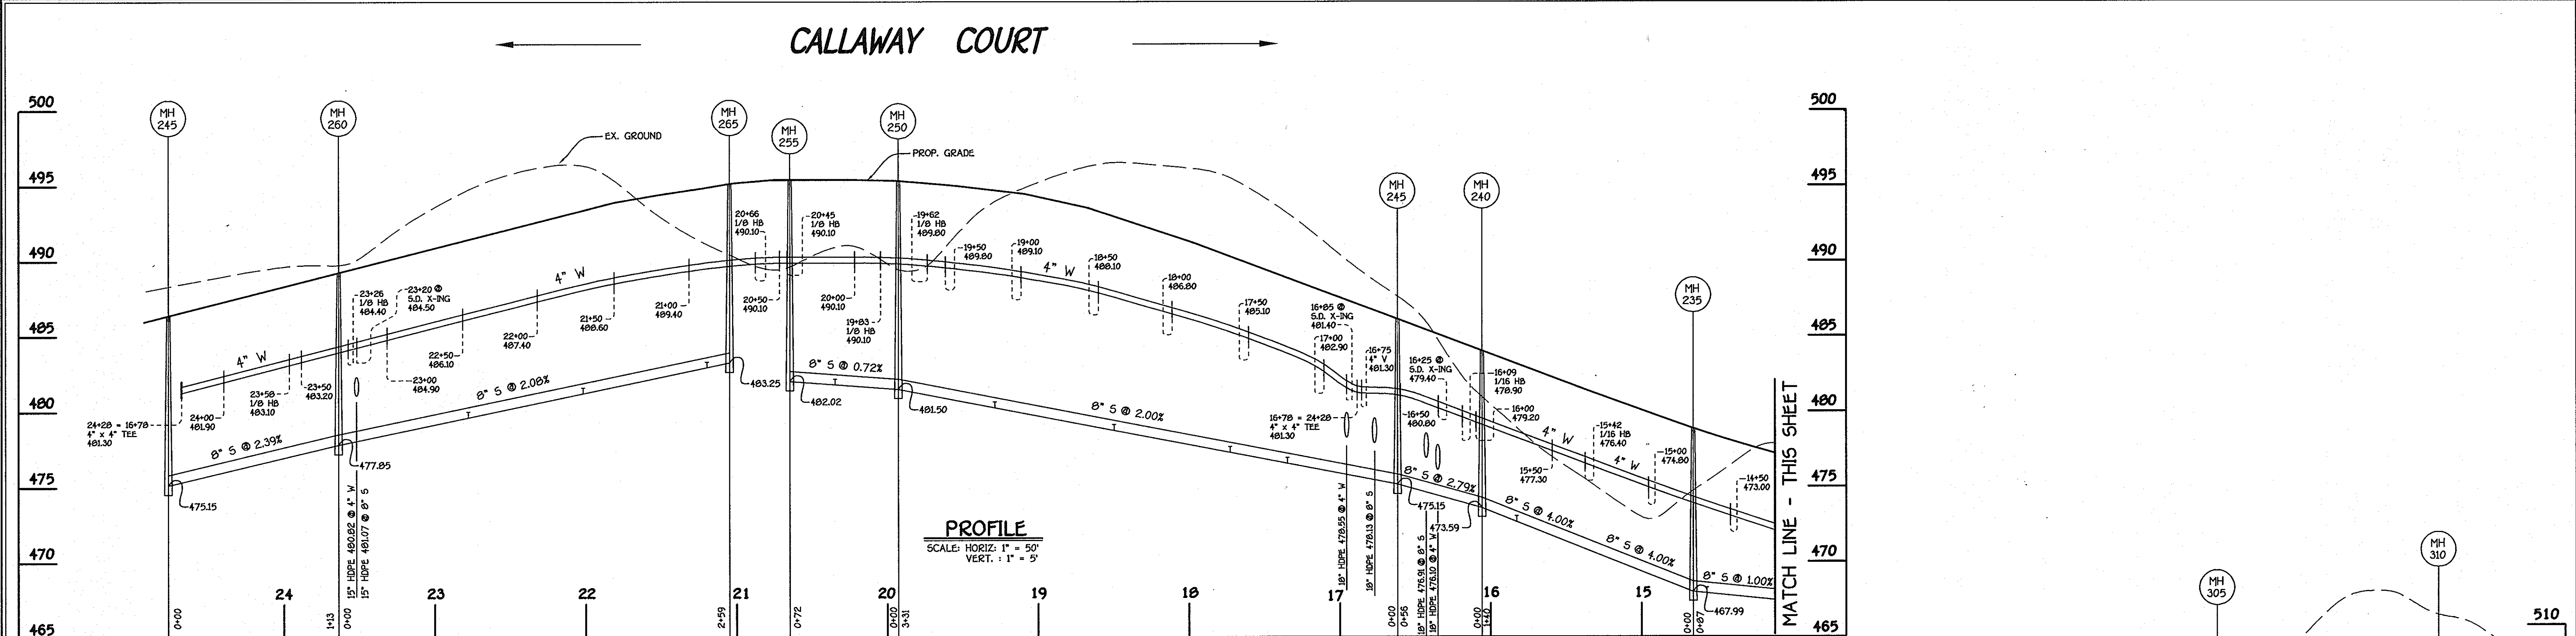 CALLAWAY COURT
500
495
490
485
480
475
470
465
MH
245
MH
260
MH
265
MH
255
MH
250
MH
245
MH
240
MH
235
500
495
490
485
480
475
470
465
EX. GROUND
PROP. GRADE
24+28 = 16+78
4" x 4" TEE
481.30
4" W
24+00
481.90
23+58
1/8 HB
483.10
23+50
483.20
23+26
1/8 HB
484.40
23+20 @
S.D. X-ING
484.50
23+00
484.90
22+50
486.10
22+00
487.40
4" W
21+50
488.60
21+00
489.40
20+66
1/8 HB
490.10
20+50
490.10
20+45
1/8 HB
490.10
20+00
490.10
19+83
1/8 HB
490.10
19+62
1/8 HB
489.80
19+50
489.80
19+00
489.10
4" W
18+50
488.10
18+00
486.80
17+50
485.10
16+85 @
S.D. X-ING
481.40
17+00
482.90
16+75
4" V
481.30
16+78 = 24+28
4" x 4" TEE
481.30
16+25 @
S.D. X-ING
479.40
16+50
480.80
16+09
1/16 HB
478.90
16+00
479.20
4" W
15+50
477.30
15+42
1/16 HB
476.40
4" W
15+00
474.80
14+50
473.00
8" S @ 2.39%
475.15
477.85
8" S @ 2.08%
483.25
8" S @ 0.72%
482.02
481.50
8" S @ 2.00%
8" S @ 2.79%
475.15
473.59
8" S @ 4.00%
8" S @ 4.00%
8" S @ 1.00%
467.99
15" HDPE 480.82 @ 4" W
15" HDPE 481.07 @ 8" S
18" HDPE 478.55 @ 4" W
18" HDPE 478.13 @ 8" S
18" HDPE 476.91 @ 8" S
18" HDPE 476.10 @ 4" W
PROFILE
SCALE: HORIZ: 1" = 50'
VERT. : 1" = 5'
MATCH LINE - THIS SHEET
24
23
22
21
20
19
18
17
16
15
0+00
1+13
0+00
2+59
0+72
0+00
3+31
0+00
0+56
0+00
1+40
0+00
0+87
MH
305
MH
310
510